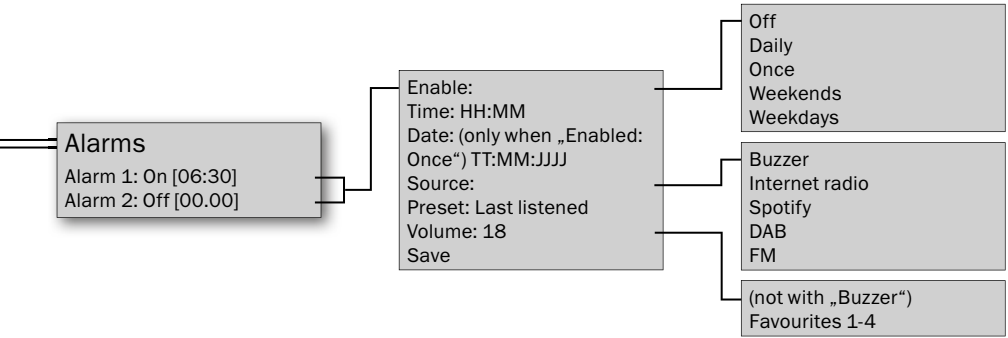 Alarms
Alarm 1: On [06:30]
Alarm 2: Off [00.00]
Enable:
Time: HH:MM
Date: (only when „Enabled:
Once“) TT:MM:JJJJ
Source:
Preset: Last listened
Volume: 18
Save
Off
Daily
Once
Weekends
Weekdays
Buzzer
Internet radio
Spotify
DAB
FM
(not with „Buzzer“)
Favourites 1-4